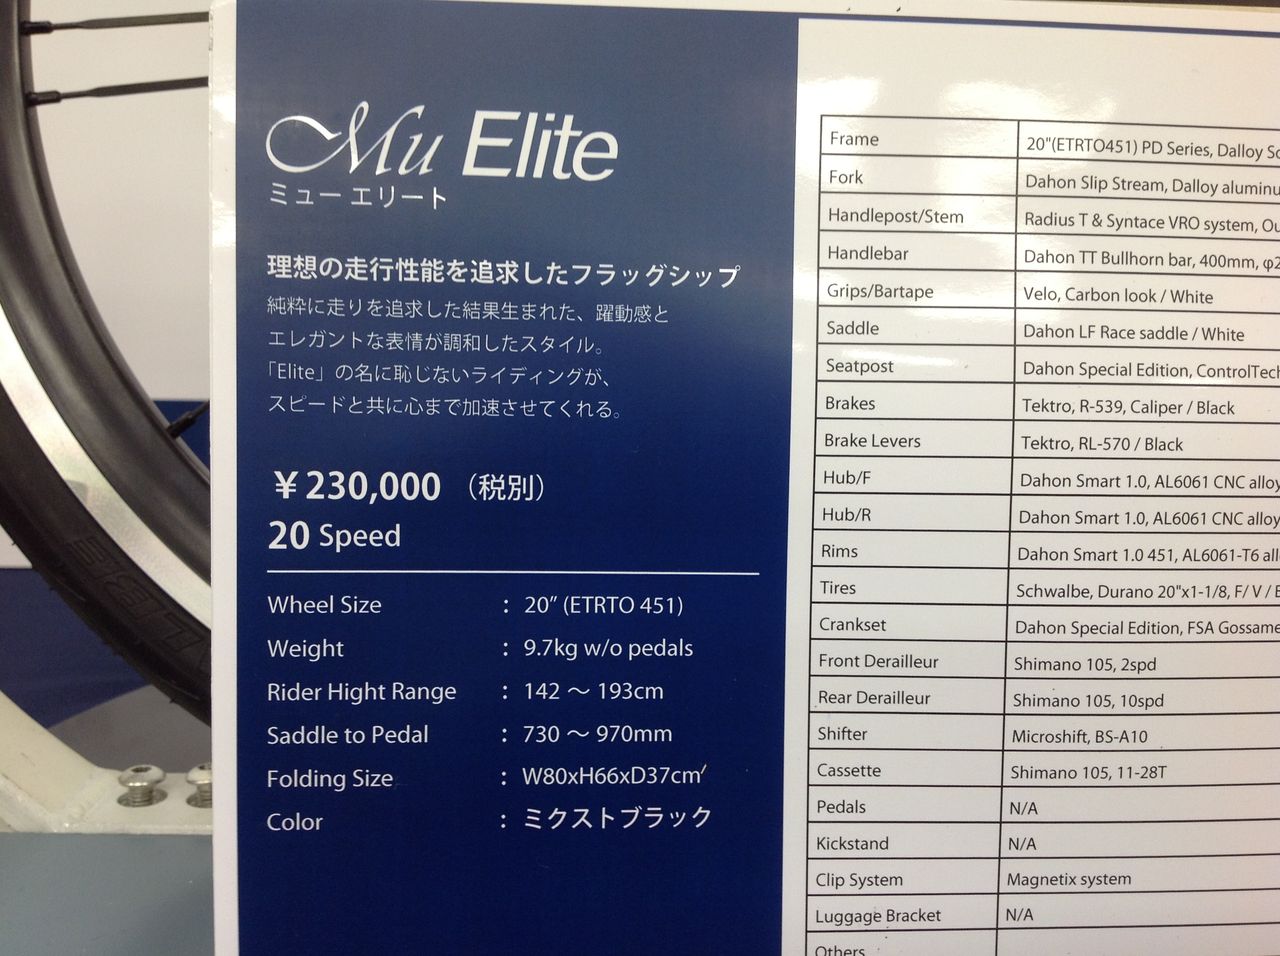 Mu Elite
ミュー エリート
理想の走行性能を追求したフラッグシップ
純粋に走りを追求した結果生まれた、躍動感と
エレガントな表情が調和したスタイル。
「Elite」の名に恥じないライディングが、
スピードと共に心まで加速させてくれる。
¥230,000 （税別）
20 Speed
Wheel Size : 20" (ETRTO 451)
Weight : 9.7kg w/o pedals
Rider Hight Range : 142 〜 193cm
Saddle to Pedal : 730 〜 970mm
Folding Size : W80xH66xD37cm
Color : ミクストブラック
Frame 20"(ETRTO451) PD Series, Dalloy
Fork Dahon Slip Stream, Dalloy
Handlepost/Stem Radius T & Syntace VRO system,
Handlebar Dahon TT Bullhorn bar, 400mm,
Grips/Bartape Velo, Carbon look / White
Saddle Dahon LF Race saddle / White
Seatpost Dahon Special Edition,
Brakes Tektro, R-539, Caliper / Black
Brake Levers Tektro, RL-570 / Black
Hub/F Dahon Smart 1.0, AL6061 CNC alloy
Hub/R Dahon Smart 1.0, AL6061 CNC alloy
Rims Dahon Smart 1.0 451, AL6061-T6
Tires Schwalbe, Durano 20"x1-1/8, F/ V /
Crankset Dahon Special Edition, FSA
Front Derailleur Shimano 105, 2spd
Rear Derailleur Shimano 105, 10spd
Shifter Microshift, BS-A10
Cassette Shimano 105, 11-28T
Pedals N/A
Kickstand N/A
Clip System Magnetix system
Luggage Bracket N/A
Others